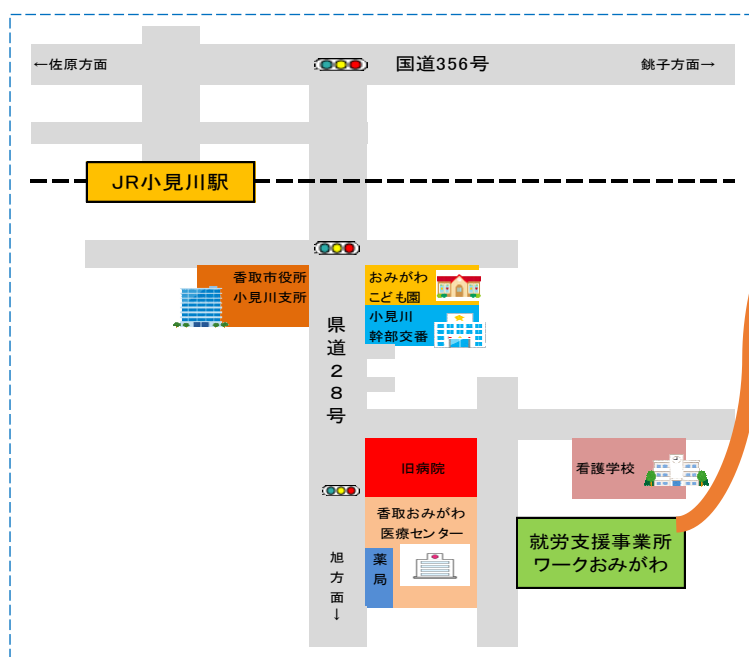 ←佐原方面
国道356号
銚子方面→
JR小見川駅
香取市役所
小見川支所
おみがわ
こども園
小見川
幹部交番
県道28号
旧病院
看護学校
香取おみがわ
医療センター
薬局
就労支援事業所
ワークおみがわ
旭方面↓